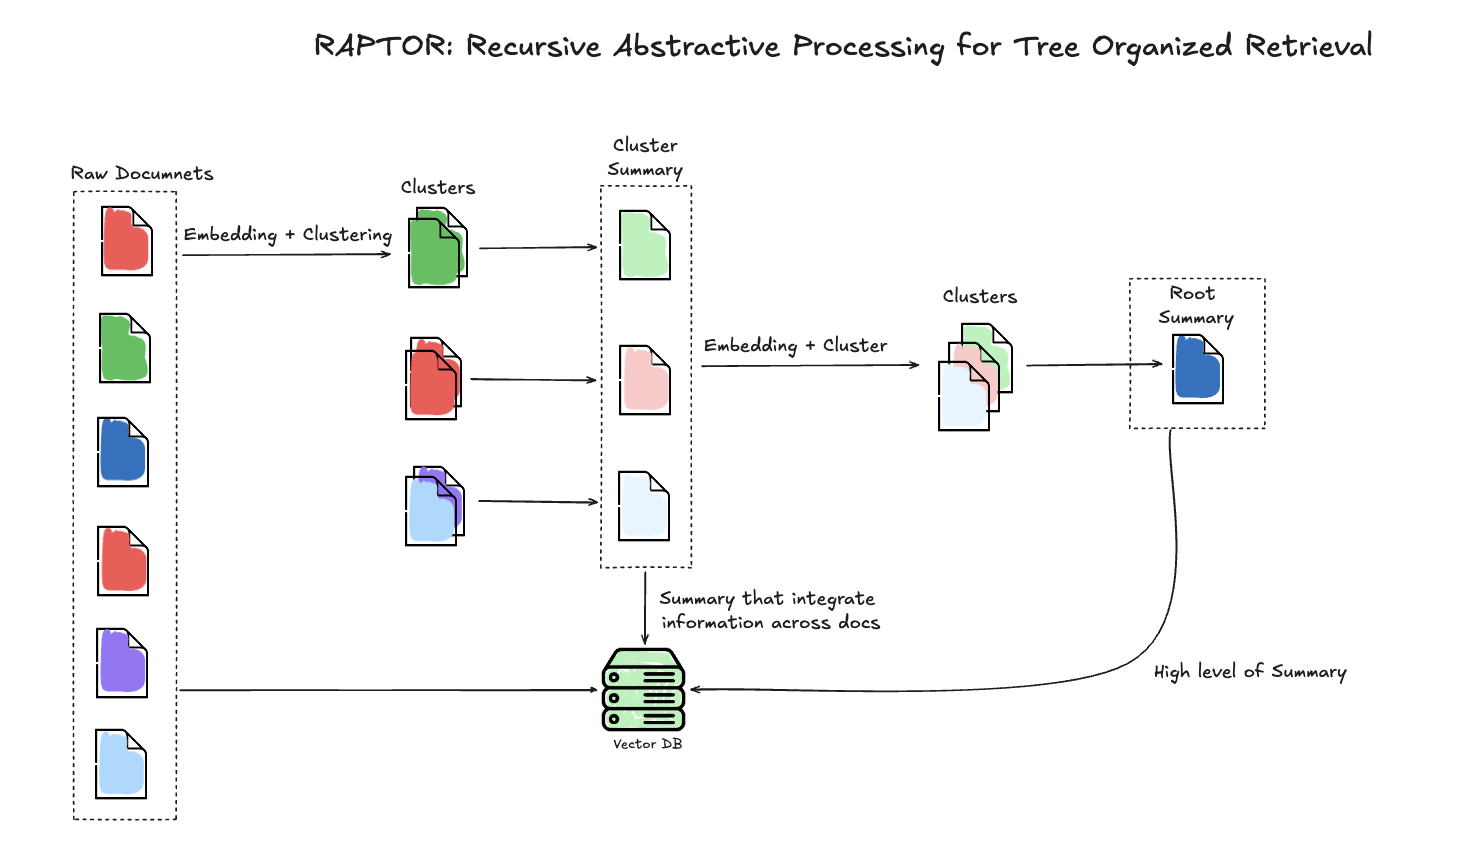 RAPTOR: Recursive Abstractive Processing for Tree Organized Retrieval
Raw Documnets
Embedding + Clustering
Clusters
Cluster
Summary
Embedding + Cluster
Clusters
Root
Summary
Summary that integrate
information across docs
High level of Summary
Vector DB